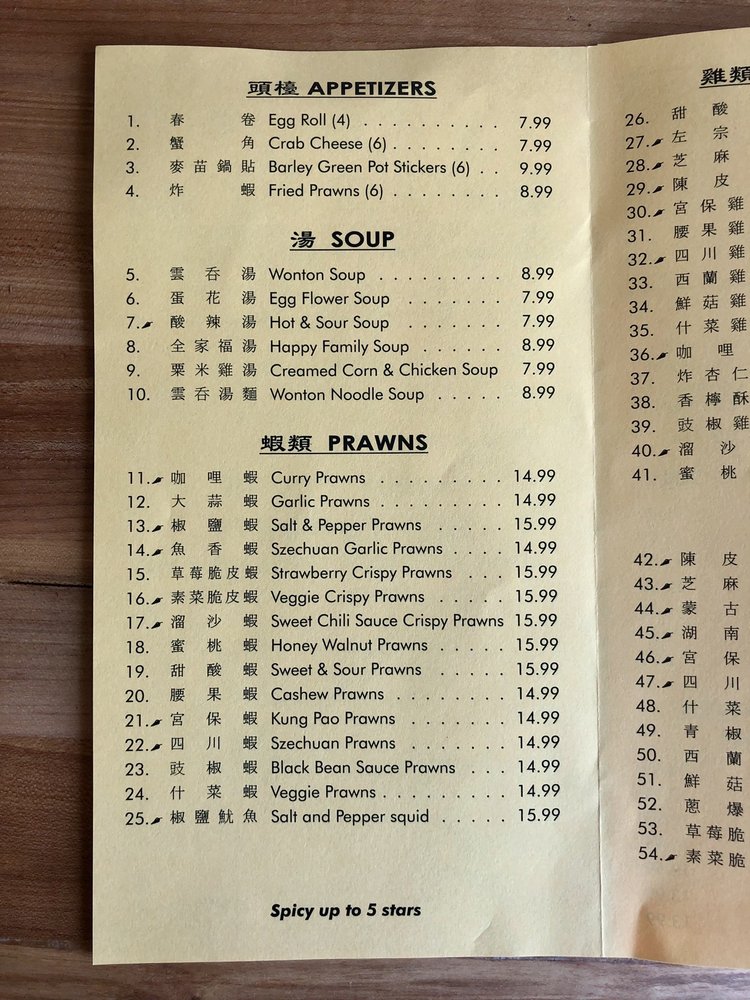 頭檯 APPETIZERS
1. 春卷 Egg Roll (4) . . . . . . . . . . 7.99
2. 蟹角 Crab Cheese (6) . . . . . . . . 7.99
3. 麥苗鍋貼 Barley Green Pot Stickers (6) . . 9.99
4. 炸蝦 Fried Prawns (6) . . . . . . . . 8.99
湯 SOUP
5. 雲吞湯 Wonton Soup . . . . . . . . . 8.99
6. 蛋花湯 Egg Flower Soup . . . . . . . 7.99
7. 酸辣湯 Hot & Sour Soup . . . . . . . 7.99
8. 全家福湯 Happy Family Soup . . . . . . 8.99
9. 粟米雞湯 Creamed Corn & Chicken Soup 7.99
10. 雲吞湯麵 Wonton Noodle Soup . . . . . 8.99
蝦類 PRAWNS
11. 咖哩蝦 Curry Prawns . . . . . . . . . 14.99
12. 大蒜蝦 Garlic Prawns . . . . . . . . . 14.99
13. 椒鹽蝦 Salt & Pepper Prawns . . . . . 15.99
14. 魚香蝦 Szechuan Garlic Prawns . . . . 14.99
15. 草莓脆皮蝦 Strawberry Crispy Prawns . . . 15.99
16. 素菜脆皮蝦 Veggie Crispy Prawns . . . . . 15.99
17. 溜沙蝦 Sweet Chili Sauce Crispy Prawns 15.99
18. 蜜桃蝦 Honey Walnut Prawns . . . . . 15.99
19. 甜酸蝦 Sweet & Sour Prawns . . . . . 15.99
20. 腰果蝦 Cashew Prawns . . . . . . . . 14.99
21. 宮保蝦 Kung Pao Prawns . . . . . . . 14.99
22. 四川蝦 Szechuan Prawns . . . . . . . 14.99
23. 豉椒蝦 Black Bean Sauce Prawns . . . 14.99
24. 什菜蝦 Veggie Prawns . . . . . . . . . 14.99
25. 椒鹽魷魚 Salt and Pepper squid . . . . . 15.99
Spicy up to 5 stars
雞類
26. 甜酸
27. 左宗
28. 芝麻
29. 陳皮
30. 宮保雞
31. 腰果雞
32. 四川雞
33. 西蘭雞
34. 鮮菇雞
35. 什菜雞
36. 咖哩
37. 炸杏仁
38. 香檸酥
39. 豉椒雞
40. 溜沙
41. 蜜桃
42. 陳皮
43. 芝麻
44. 蒙古
45. 湖南
46. 宮保
47. 四川
48. 什菜
49. 青椒
50. 西蘭
51. 鮮菇
52. 蔥爆
53. 草莓脆
54. 素菜脆